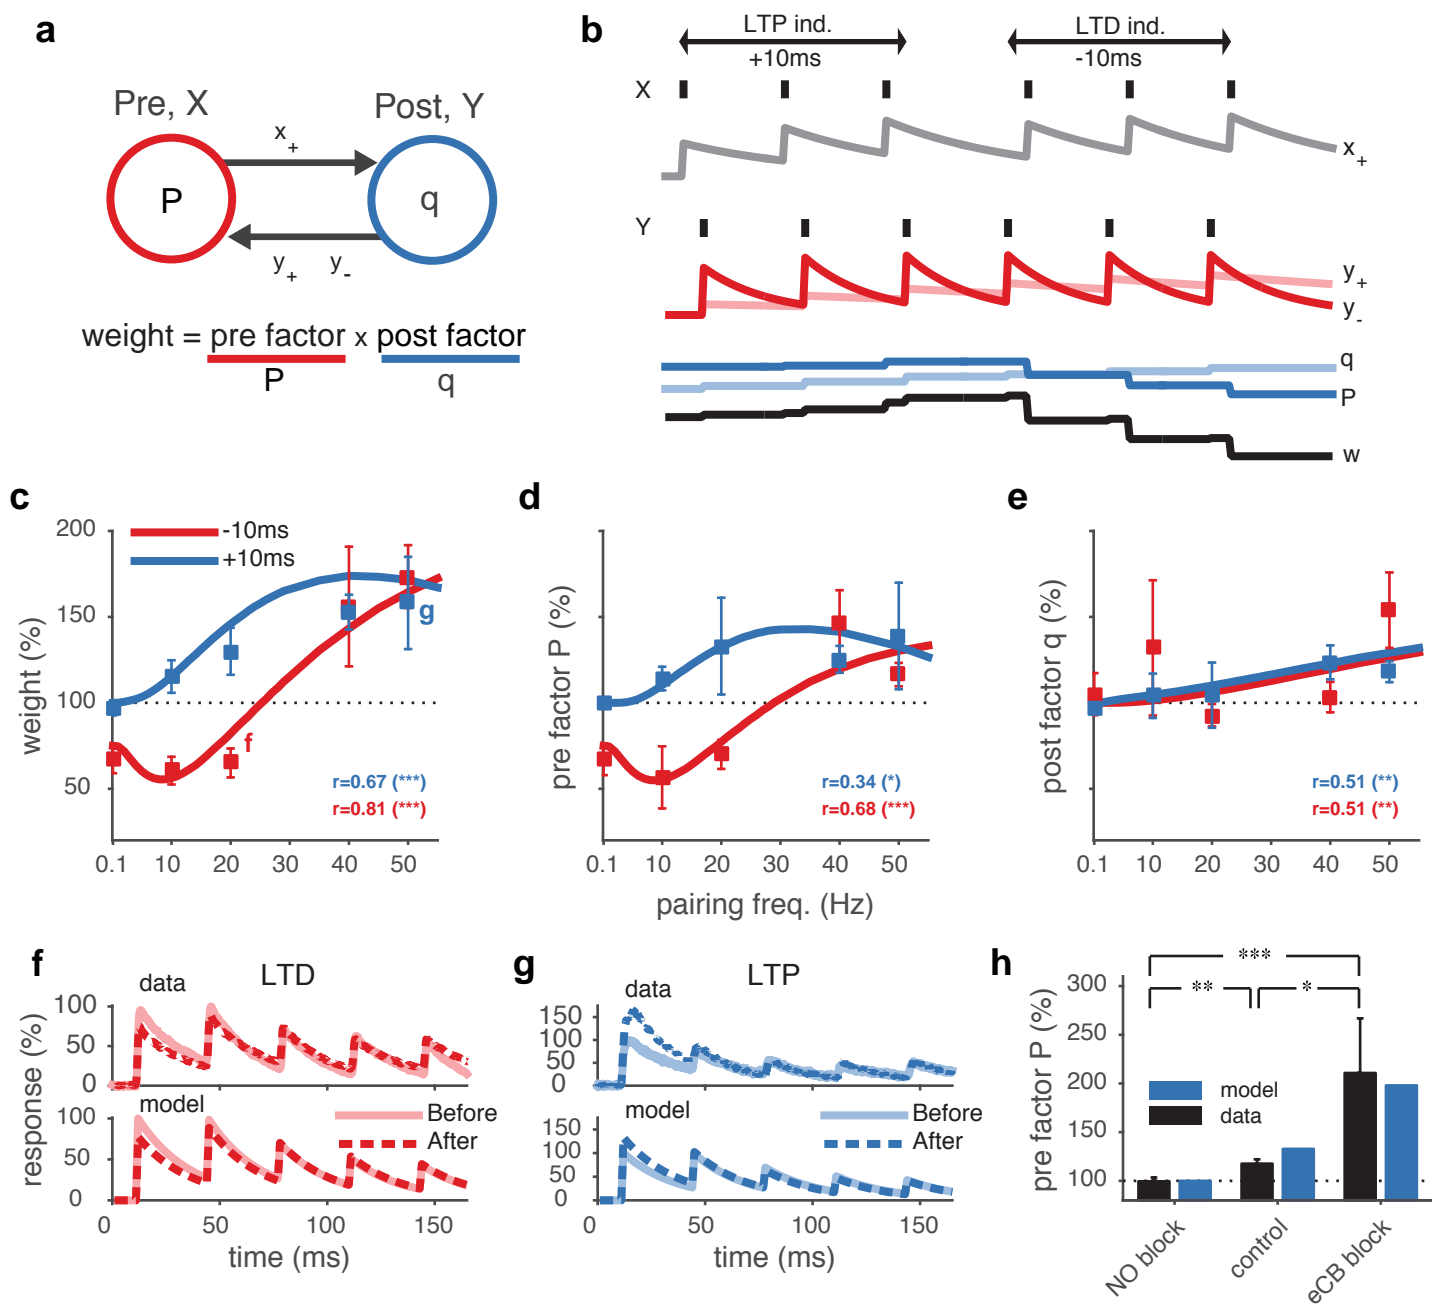 a
Pre, X
Post, Y
x+
P
q
y+ y-
weight = pre factor x post factor
P q
b
LTP ind.
+10ms
LTD ind.
-10ms
X
x+
Y
y+
y-
q
P
w
c
-10ms
+10ms
weight (%)
200
150
100
50
g
f
r=0.67 (***)
r=0.81 (***)
0.1 10 20 30 40 50
d
pre factor P (%)
r=0.34 (*)
r=0.68 (***)
0.1 10 20 30 40 50
pairing freq. (Hz)
e
post factor q (%)
r=0.51 (**)
r=0.51 (**)
0.1 10 20 30 40 50
f
LTD
data
response (%)
100
50
0
model
Before
After
100
50
0
0 50 100 150
time (ms)
g
LTP
data
150
100
50
0
model
Before
After
150
100
50
0
0 50 100 150
time (ms)
h
***
** *
pre factor P (%)
300
250
200
150
100
model
data
NO block
control
eCB block